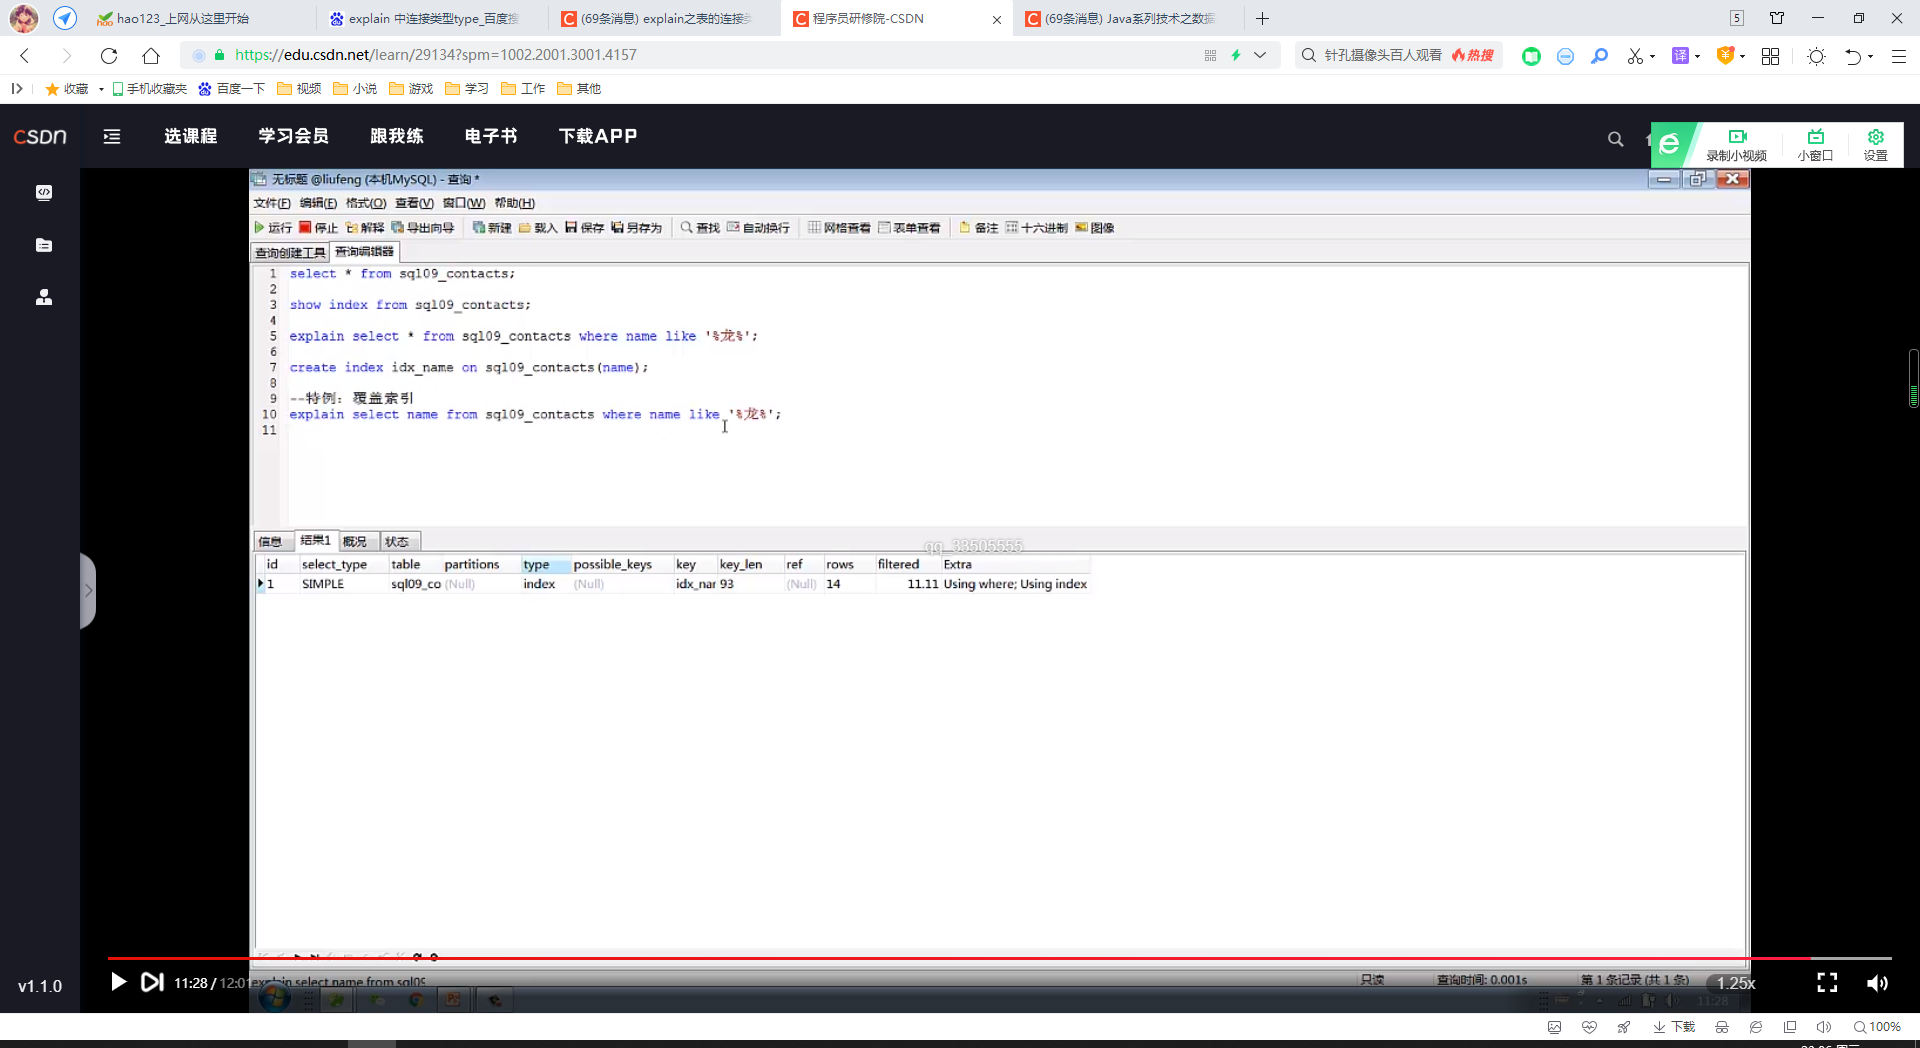 hao123_上网从这里开始
explain 中连接类型type_百度搜
(69条消息) explain之表的连接类
程序员研修院-CSDN
(69条消息) Java系列技术之数据
5
https://edu.csdn.net/learn/29134?spm=1002.2001.3001.4157
针孔摄像头百人观看 热搜
译
收藏 手机收藏夹 百度一下 视频 小说 游戏 学习 工作 其他
CSDN 选课程 学习会员 跟我练 电子书 下载APP
录制小视频 小窗口 设置
无标题 @liufeng (本机MySQL) - 查询 *
文件(F) 编辑(E) 格式(O) 查看(V) 窗口(W) 帮助(H)
运行 停止 解释 导出向导 新建 载入 保存 另存为 查找 自动换行 网格查看 表单查看 备注 十六进制 图像
查询创建工具 查询编辑器
1 select * from sql09_contacts;
2
3 show index from sql09_contacts;
4
5 explain select * from sql09_contacts where name like '%龙%';
6
7 create index idx_name on sql09_contacts(name);
8
9 --特例：覆盖索引
10 explain select name from sql09_contacts where name like '%龙%';
11
信息 结果1 概况 状态
qq_33505555
id select_type table partitions type possible_keys key key_len ref rows filtered Extra
1 SIMPLE sql09_co (Null) index (Null) idx_nar 93 (Null) 14 11.11 Using where; Using index
11:28 / 12:01
explain select name from sql09
只读 查询时间: 0.001s 第 1 条记录 (共 1 条)
1.25x
11:28
v1.1.0
下载 100%